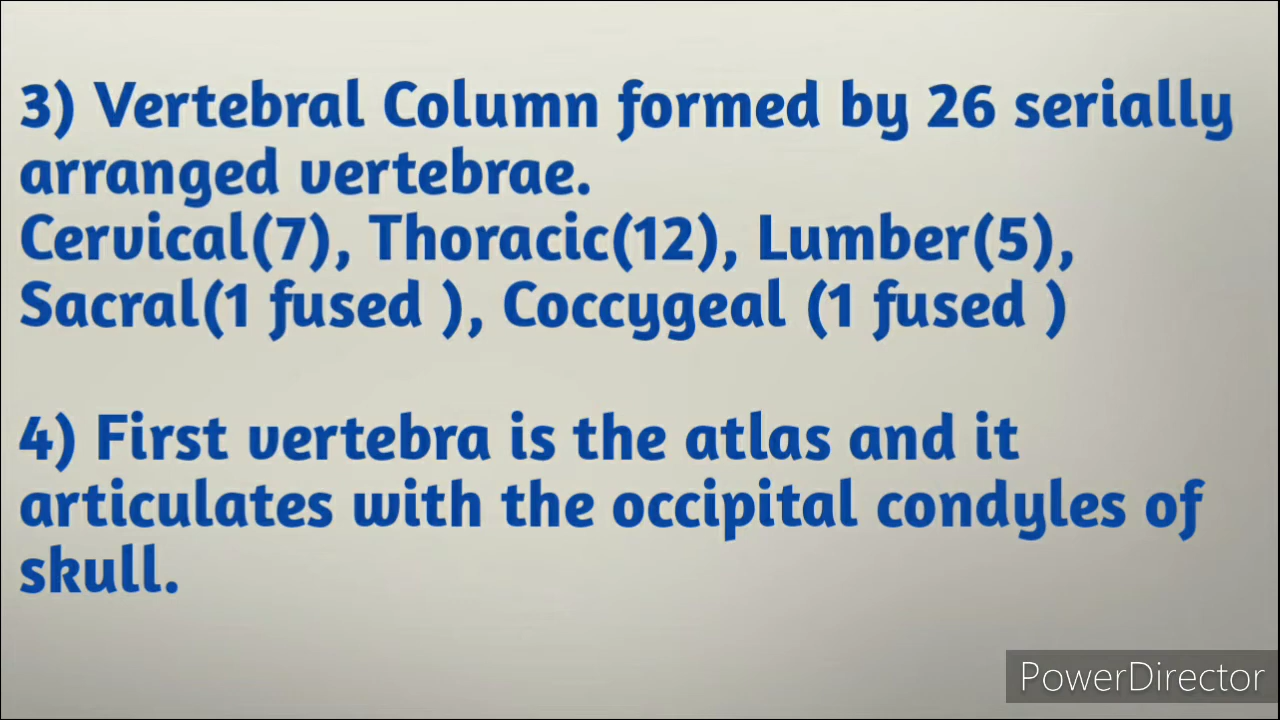 3) Vertebral Column formed by 26 serially
arranged vertebrae.
Cervical(7), Thoracic(12), Lumber(5),
Sacral(1 fused ), Coccygeal (1 fused )
4) First vertebra is the atlas and it
articulates with the occipital condyles of
skull.
PowerDirector